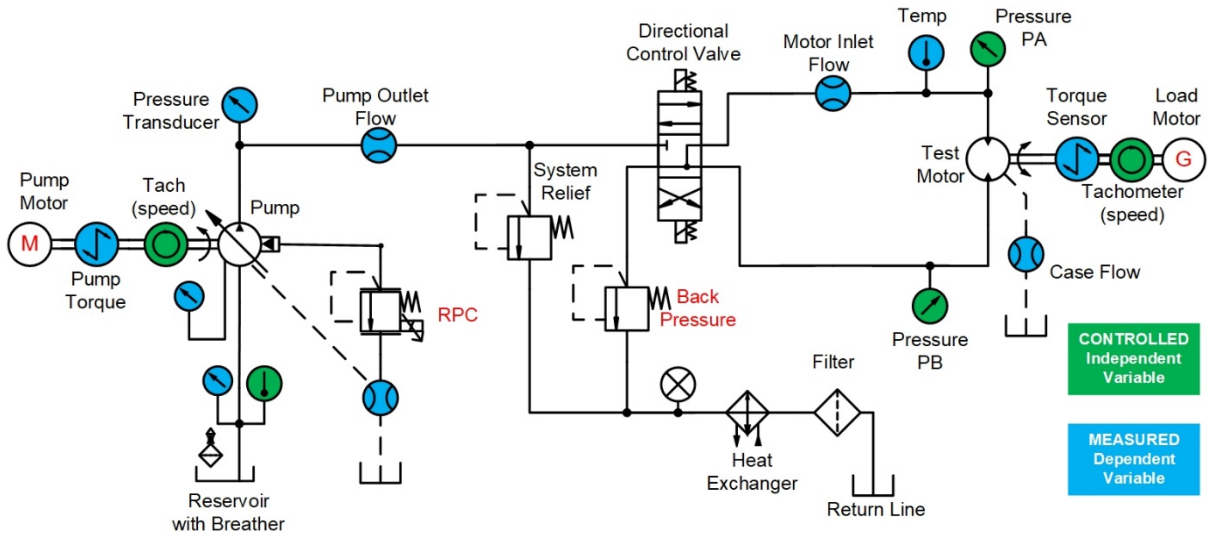 Directional
Control Valve
Temp
Pressure
PA
Motor Inlet
Flow
Pressure
Transducer
Pump Outlet
Flow
Torque
Sensor
Load
Motor
Test
Motor
G
Tachometer
(speed)
Pump
Motor
Tach
(speed)
Pump
System
Relief
M
Pump
Torque
RPC
Back
Pressure
Case Flow
Pressure
PB
CONTROLLED
Independent
Variable
Filter
MEASURED
Dependent
Variable
Heat
Exchanger
Reservoir
with Breather
Return Line